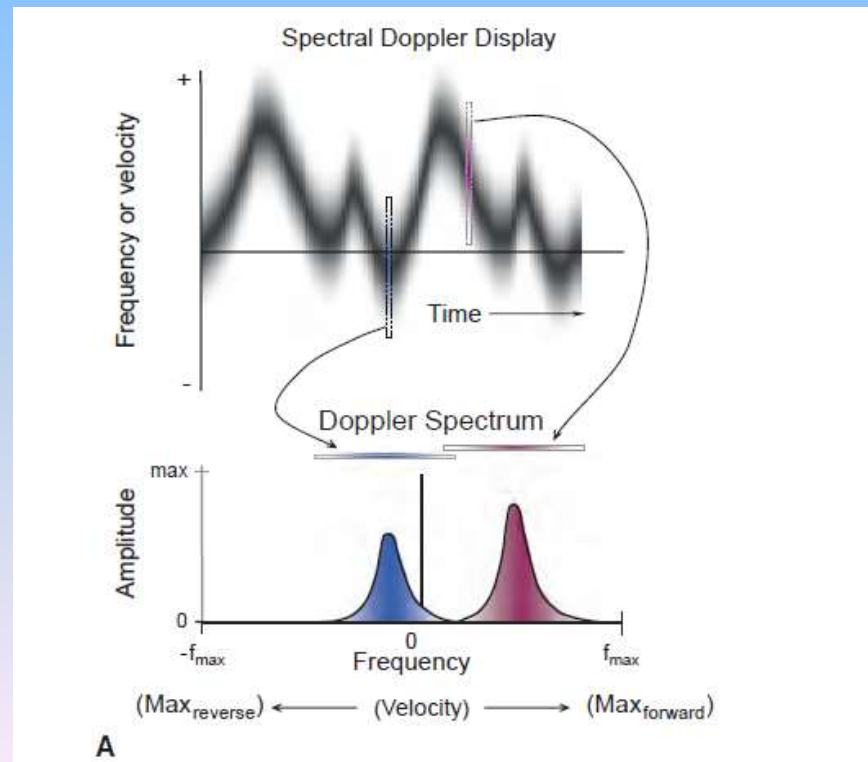 Spectral Doppler Display
+
Frequency or velocity
-
Time
Doppler Spectrum
max
Amplitude
0
-fmax
0
fmax
Frequency
(Maxreverse) (Velocity) (Maxforward)
A